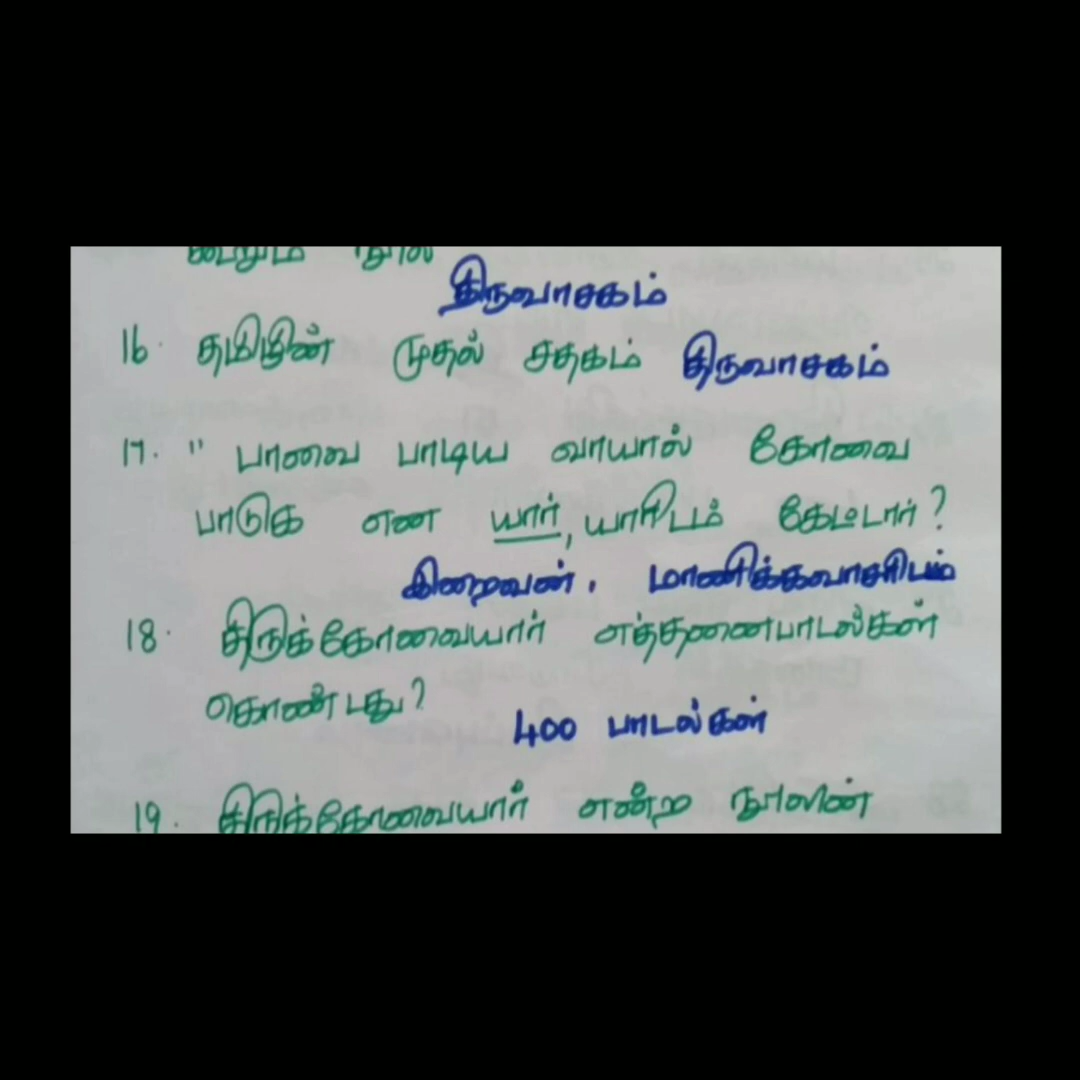 நூல்
திருவாசகம்
16. தமிழின் முதல் சதகம் திருவாசகம்
17. " பாவை பாடிய வாயால் கோவை
பாடுக என யார், யாரிடம் கேட்டார்?
இறைவன், மாணிக்கவாசரிடம்
18. திருக்கோவையார் எத்தனைபாடல்கள்
கொண்டது?
400 பாடல்கள்
19. திருக்கோவையார் என்ற நூலின்